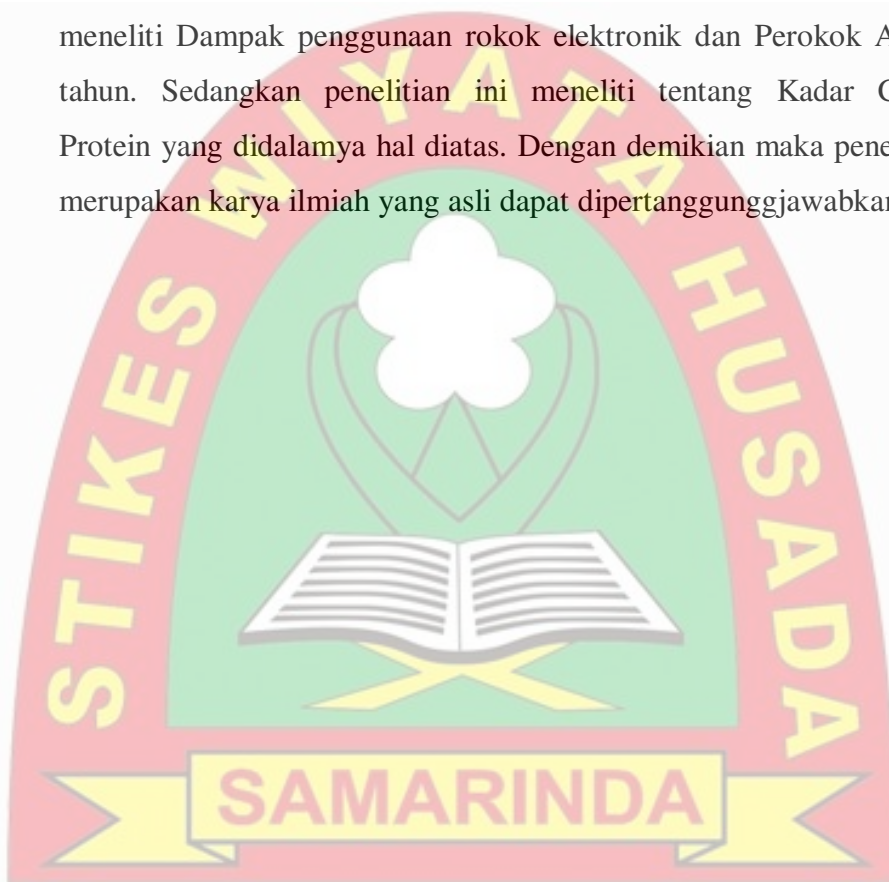 meneliti Dampak penggunaan rokok elektronik dan Perokok
tahun. Sedangkan penelitian ini meneliti tentang Kadar
Protein yang didalamya hal diatas. Dengan demikian maka
merupakan karya ilmiah yang asli dapat dipertanggunggjawabkan
STIKES WIYATA HUSADA
SAMARINDA